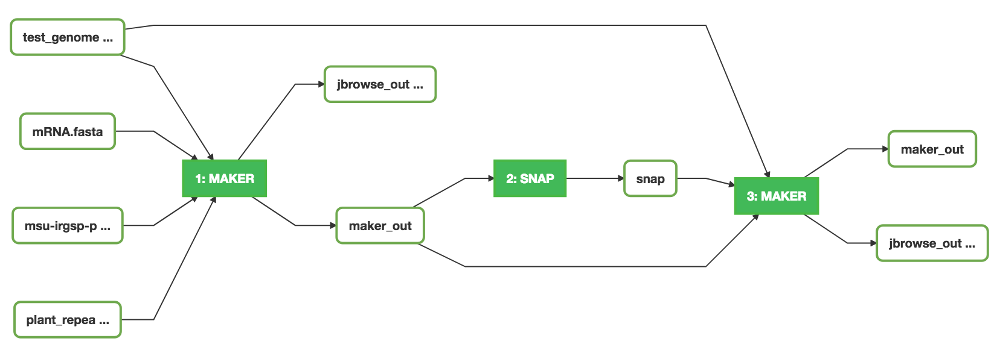 test_genome ...
jbrowse_out ...
mRNA.fasta
maker_out
1: MAKER
2: SNAP
snap
3: MAKER
msu-irgsp-p ...
maker_out
jbrowse_out ...
plant_repea ...